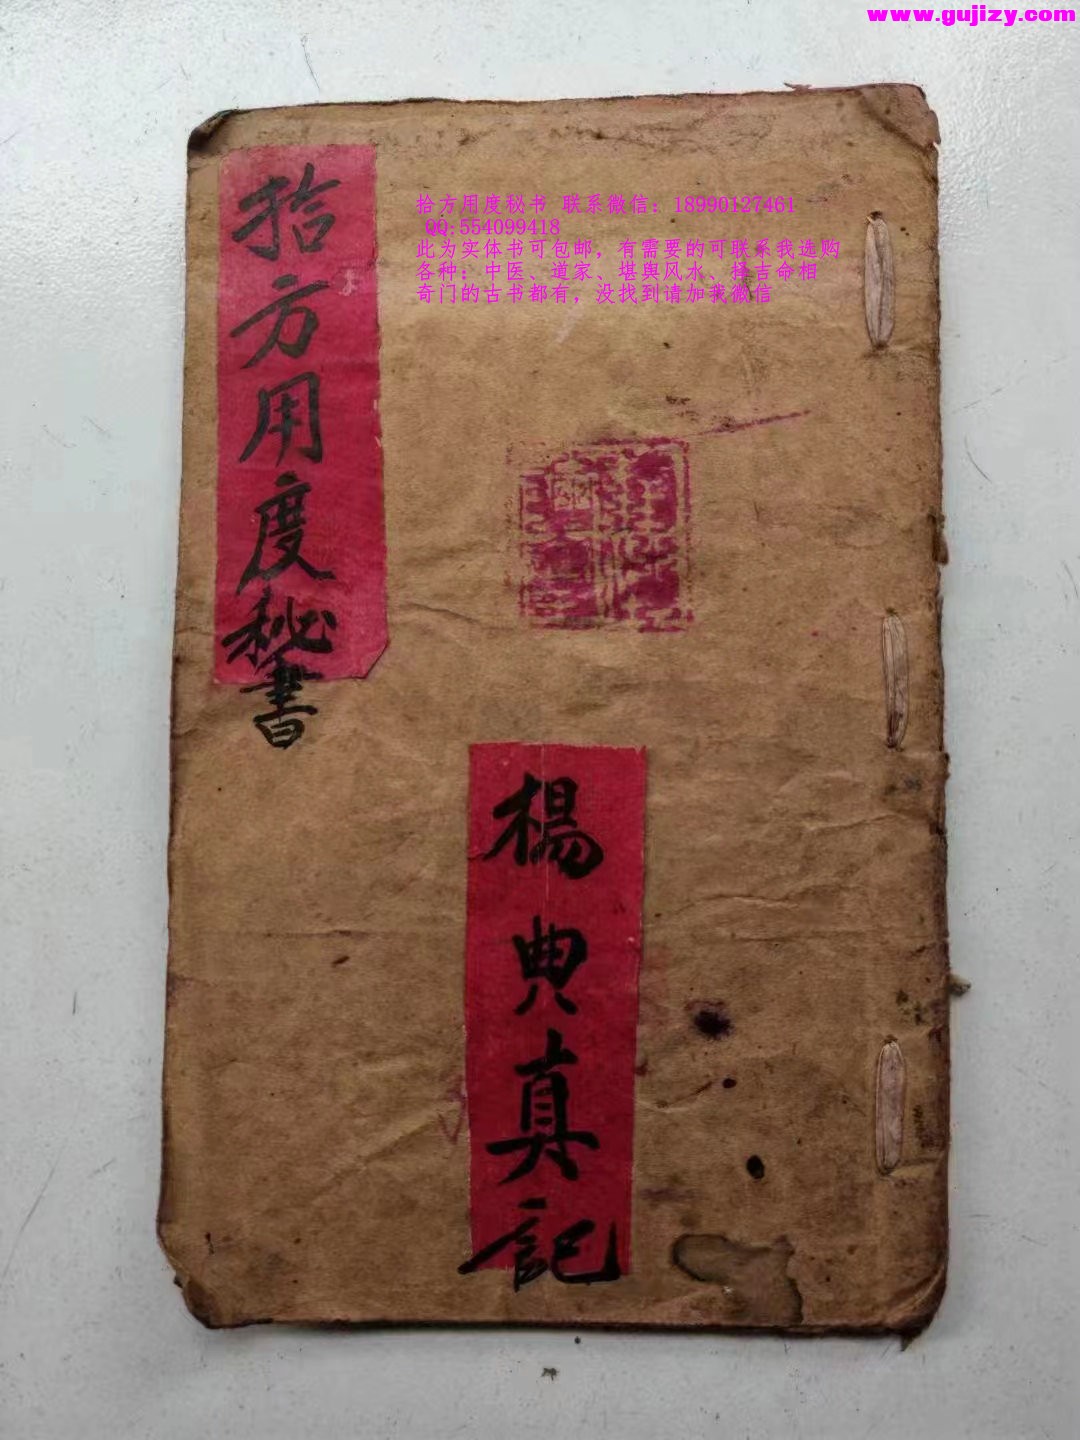 www.gujizy.com
拾方用度秘书 联系微信：18990127461
QQ:554099418
此为实体书可包邮，有需要的可联系我选购
各种：中医、道家、堪舆风水、择吉命相
奇门的古书都有，没找到请加我微信
拾方用度秘書
楊典真記